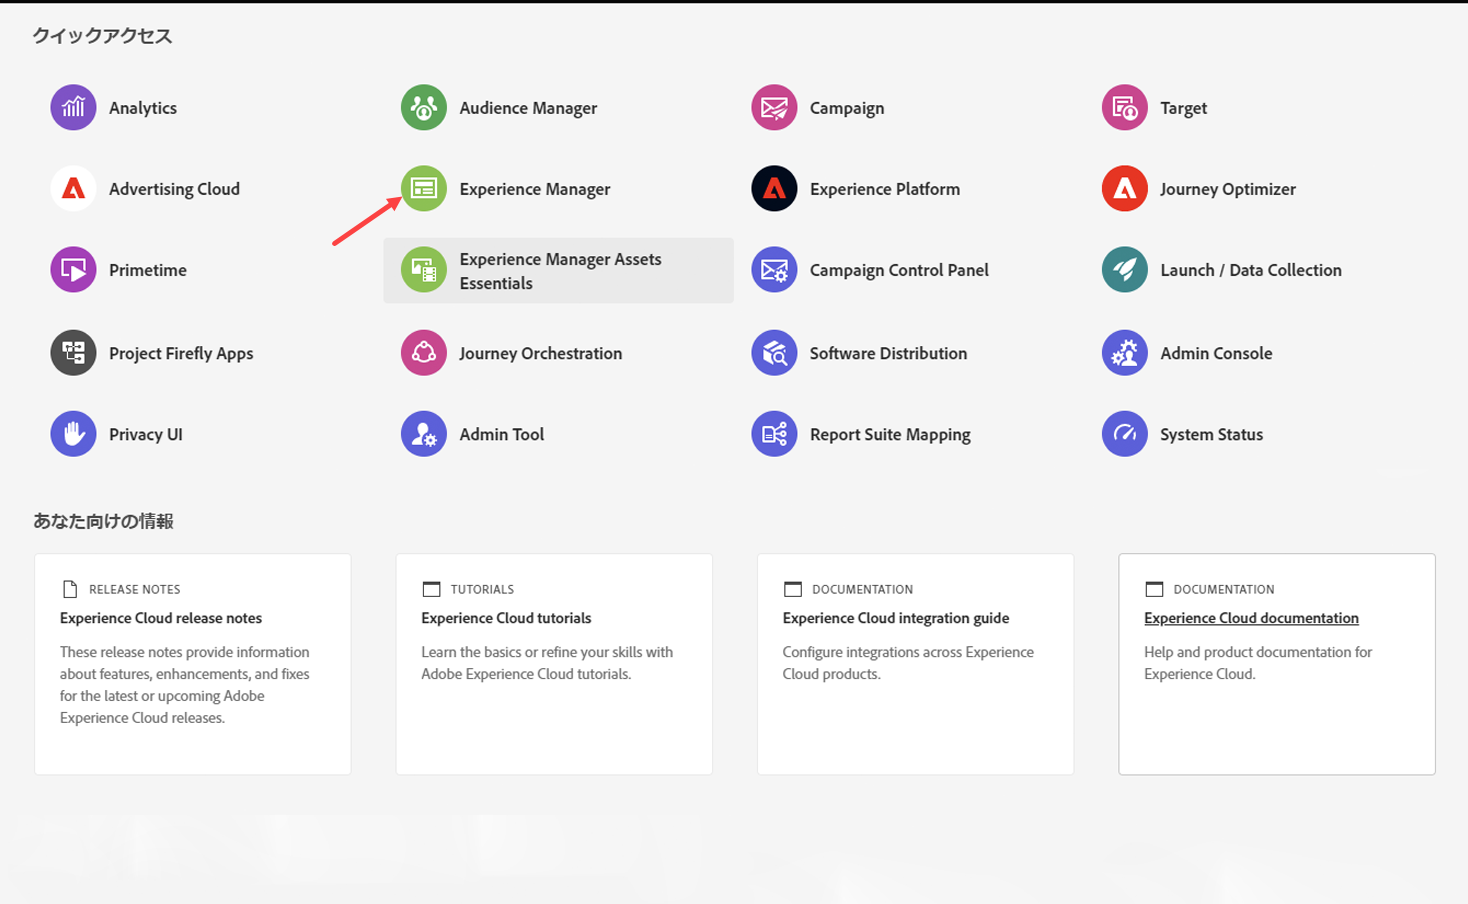 クイックアクセス
Analytics
Audience Manager
Campaign
Target
Advertising Cloud
Experience Manager
Experience Platform
Journey Optimizer
Primetime
Experience Manager Assets
Essentials
Campaign Control Panel
Launch / Data Collection
Project Firefly Apps
Journey Orchestration
Software Distribution
Admin Console
Privacy UI
Admin Tool
Report Suite Mapping
System Status
あなた向けの情報
RELEASE NOTES
Experience Cloud release notes
These release notes provide information
about features, enhancements, and fixes
for the latest or upcoming Adobe
Experience Cloud releases.
TUTORIALS
Experience Cloud tutorials
Learn the basics or refine your skills with
Adobe Experience Cloud tutorials.
DOCUMENTATION
Experience Cloud integration guide
Configure integrations across Experience
Cloud products.
DOCUMENTATION
Experience Cloud documentation
Help and product documentation for
Experience Cloud.